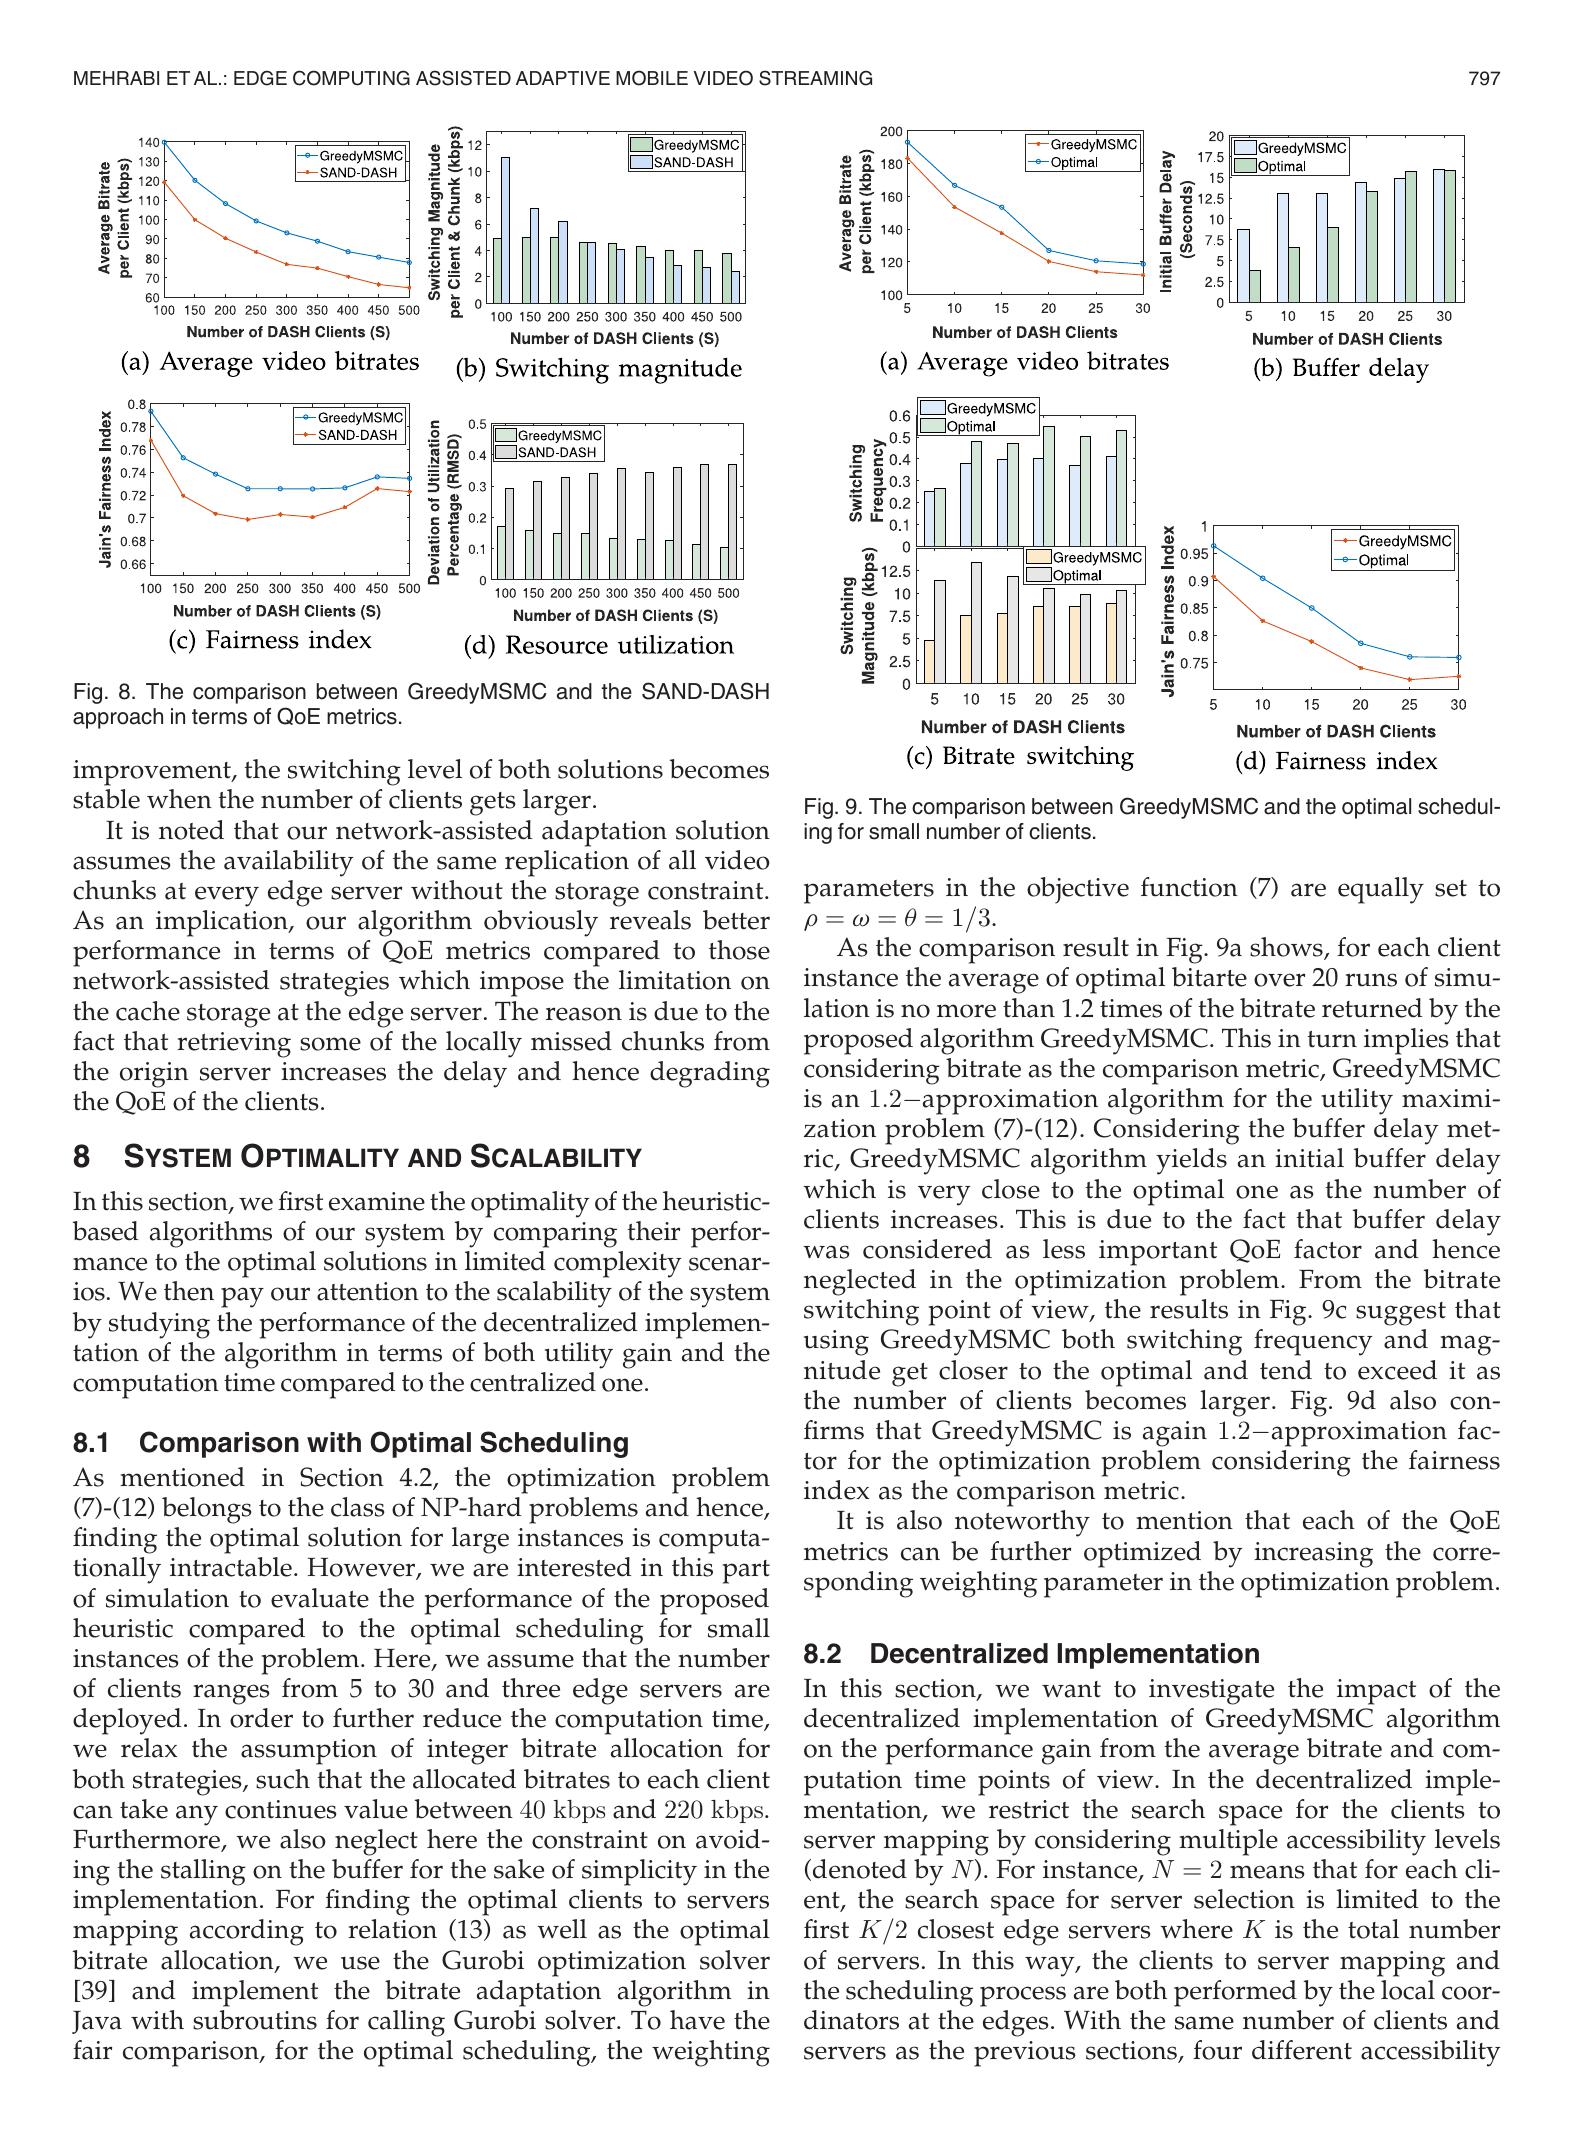 MEHRABI ET AL.: EDGE COMPUTING ASSISTED ADAPTIVE MOBILE VIDEO STREAMING
797
Average Bitrate
per Client (kbps)
140
130
120
110
100
90
80
70
60
GreedyMSMC
SAND-DASH
100 150 200 250 300 350 400 450 500
Number of DASH Clients (S)
(a) Average video bitrates
Switching Magnitude
per Client & Chunk (kbps)
12
10
8
6
4
2
0
GreedyMSMC
SAND-DASH
100 150 200 250 300 350 400 450 500
Number of DASH Clients (S)
(b) Switching magnitude
Jain's Fairness Index
0.8
0.78
0.76
0.74
0.72
0.7
0.68
0.66
GreedyMSMC
SAND-DASH
100 150 200 250 300 350 400 450 500
Number of DASH Clients (S)
(c) Fairness index
Deviation of Utilization
Percentage (RMSD)
0.5
0.4
0.3
0.2
0.1
0
GreedyMSMC
SAND-DASH
100 150 200 250 300 350 400 450 500
Number of DASH Clients (S)
(d) Resource utilization
Fig. 8. The comparison between GreedyMSMC and the SAND-DASH
approach in terms of QoE metrics.
improvement, the switching level of both solutions becomes
stable when the number of clients gets larger.
It is noted that our network-assisted adaptation solution
assumes the availability of the same replication of all video
chunks at every edge server without the storage constraint.
As an implication, our algorithm obviously reveals better
performance in terms of QoE metrics compared to those
network-assisted strategies which impose the limitation on
the cache storage at the edge server. The reason is due to the
fact that retrieving some of the locally missed chunks from
the origin server increases the delay and hence degrading
the QoE of the clients.
8 SYSTEM OPTIMALITY AND SCALABILITY
In this section, we first examine the optimality of the heuristic-
based algorithms of our system by comparing their perfor-
mance to the optimal solutions in limited complexity scenar-
ios. We then pay our attention to the scalability of the system
by studying the performance of the decentralized implemen-
tation of the algorithm in terms of both utility gain and the
computation time compared to the centralized one.
8.1 Comparison with Optimal Scheduling
As mentioned in Section 4.2, the optimization problem
(7)-(12) belongs to the class of NP-hard problems and hence,
finding the optimal solution for large instances is computa-
tionally intractable. However, we are interested in this part
of simulation to evaluate the performance of the proposed
heuristic compared to the optimal scheduling for small
instances of the problem. Here, we assume that the number
of clients ranges from 5 to 30 and three edge servers are
deployed. In order to further reduce the computation time,
we relax the assumption of integer bitrate allocation for
both strategies, such that the allocated bitrates to each client
can take any continues value between 40 kbps and 220 kbps.
Furthermore, we also neglect here the constraint on avoid-
ing the stalling on the buffer for the sake of simplicity in the
implementation. For finding the optimal clients to servers
mapping according to relation (13) as well as the optimal
bitrate allocation, we use the Gurobi optimization solver
[39] and implement the bitrate adaptation algorithm in
Java with subroutins for calling Gurobi solver. To have the
fair comparison, for the optimal scheduling, the weighting
Average Bitrate
per Client (kbps)
200
180
160
140
120
100
GreedyMSMC
Optimal
5 10 15 20 25 30
Number of DASH Clients
(a) Average video bitrates
Initial Buffer Delay
(Seconds)
20
17.5
15
12.5
10
7.5
5
2.5
0
GreedyMSMC
Optimal
5 10 15 20 25 30
Number of DASH Clients
(b) Buffer delay
Switching
Frequency
0.6
0.5
0.4
0.3
0.2
0.1
0
GreedyMSMC
Optimal
Switching
Magnitude (kbps)
12.5
10
7.5
5
2.5
0
GreedyMSMC
Optimal
5 10 15 20 25 30
Number of DASH Clients
(c) Bitrate switching
Jain's Fairness Index
1
0.95
0.9
0.85
0.8
0.75
GreedyMSMC
Optimal
5 10 15 20 25 30
Number of DASH Clients
(d) Fairness index
Fig. 9. The comparison between GreedyMSMC and the optimal schedul-
ing for small number of clients.
parameters in the objective function (7) are equally set to
ρ = ω = θ = 1/3.
As the comparison result in Fig. 9a shows, for each client
instance the average of optimal bitarte over 20 runs of simu-
lation is no more than 1.2 times of the bitrate returned by the
proposed algorithm GreedyMSMC. This in turn implies that
considering bitrate as the comparison metric, GreedyMSMC
is an 1.2−approximation algorithm for the utility maximi-
zation problem (7)-(12). Considering the buffer delay met-
ric, GreedyMSMC algorithm yields an initial buffer delay
which is very close to the optimal one as the number of
clients increases. This is due to the fact that buffer delay
was considered as less important QoE factor and hence
neglected in the optimization problem. From the bitrate
switching point of view, the results in Fig. 9c suggest that
using GreedyMSMC both switching frequency and mag-
nitude get closer to the optimal and tend to exceed it as
the number of clients becomes larger. Fig. 9d also con-
firms that GreedyMSMC is again 1.2−approximation fac-
tor for the optimization problem considering the fairness
index as the comparison metric.
It is also noteworthy to mention that each of the QoE
metrics can be further optimized by increasing the corre-
sponding weighting parameter in the optimization problem.
8.2 Decentralized Implementation
In this section, we want to investigate the impact of the
decentralized implementation of GreedyMSMC algorithm
on the performance gain from the average bitrate and com-
putation time points of view. In the decentralized imple-
mentation, we restrict the search space for the clients to
server mapping by considering multiple accessibility levels
(denoted by N). For instance, N = 2 means that for each cli-
ent, the search space for server selection is limited to the
first K/2 closest edge servers where K is the total number
of servers. In this way, the clients to server mapping and
the scheduling process are both performed by the local coor-
dinators at the edges. With the same number of clients and
servers as the previous sections, four different accessibility